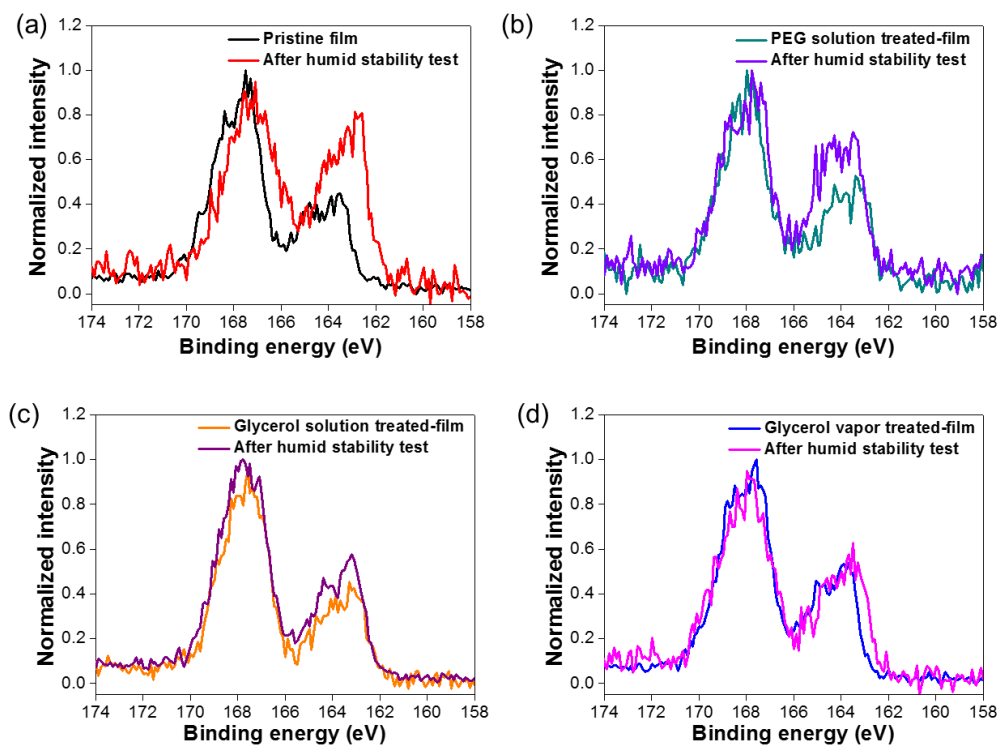 (a)
Pristine film
After humid stability test
Normalized intensity
1.2
1.0
0.8
0.6
0.4
0.2
0.0
174 172 170 168 166 164 162 160 158
Binding energy (eV)
(b)
PEG solution treated-film
After humid stability test
Normalized intensity
1.2
1.0
0.8
0.6
0.4
0.2
0.0
174 172 170 168 166 164 162 160 158
Binding energy (eV)
(c)
Glycerol solution treated-film
After humid stability test
Normalized intensity
1.2
1.0
0.8
0.6
0.4
0.2
0.0
174 172 170 168 166 164 162 160 158
Binding energy (eV)
(d)
Glycerol vapor treated-film
After humid stability test
Normalized intensity
1.2
1.0
0.8
0.6
0.4
0.2
0.0
174 172 170 168 166 164 162 160 158
Binding energy (eV)